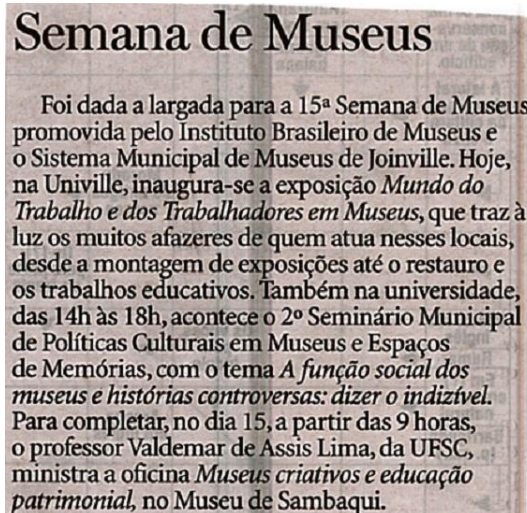 Semana de Museus
Foi dada a largada para a 15ª Semana de Museus
promovida pelo Instituto Brasileiro de Museus e
o Sistema Municipal de Museus de Joinville. Hoje,
na Univille, inaugura-se a exposição Mundo do
Trabalho e dos Trabalhadores em Museus, que traz à
luz os muitos afazeres de quem atua nesses locais,
desde a montagem de exposições até o restauro e
os trabalhos educativos. Também na universidade,
das 14h às 18h, acontece o 2º Seminário Municipal
de Políticas Culturais em Museus e Espaços
de Memórias, com o tema A função social dos
museus e histórias controversas: dizer o indizível.
Para completar, no dia 15, a partir das 9 horas,
o professor Valdemar de Assis Lima, da UFSC,
ministra a oficina Museus criativos e educação
patrimonial, no Museu de Sambaqui.